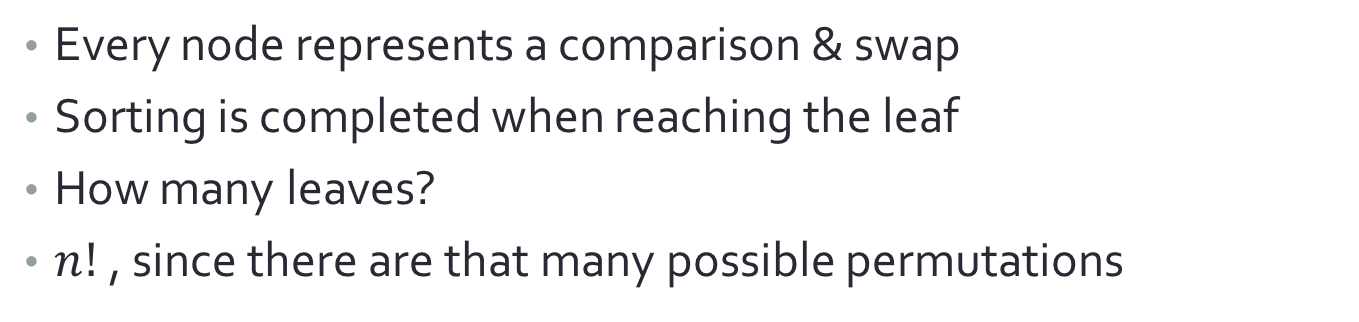 • Every node represents a comparison & swap
• Sorting is completed when reaching the leaf
• How many leaves?
• n! , since there are that many possible permutations